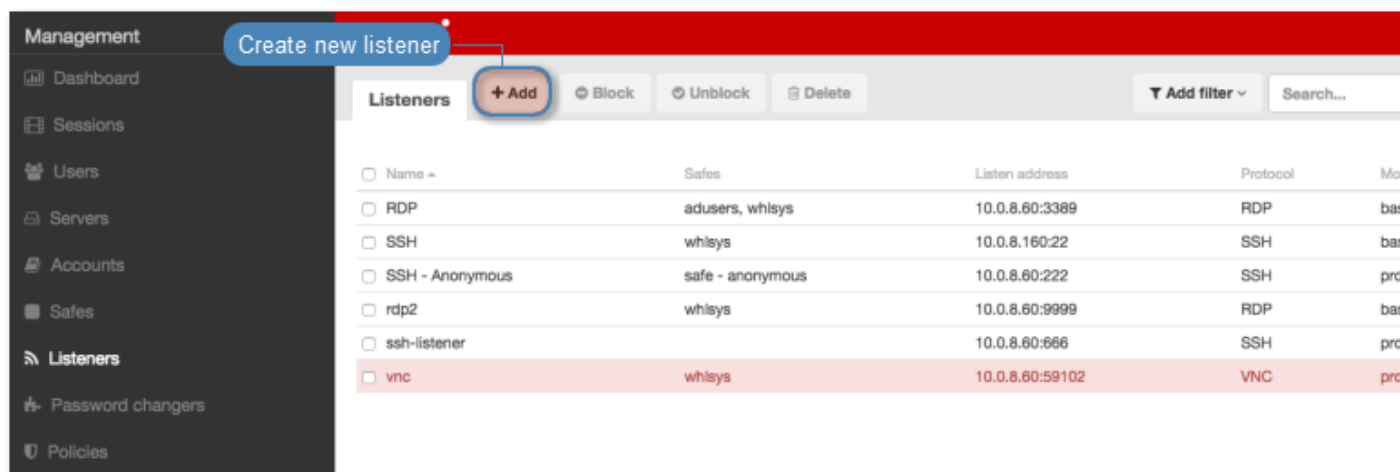 Management
Create new listener
Dashboard
Sessions
Users
Servers
Accounts
Safes
Listeners
Password changers
Policies
Listeners + Add Block Unblock Delete Add filter Search...
Name Safes Listen address Protocol
RDP adusers, whlsys 10.0.8.60:3389 RDP
SSH whlsys 10.0.8.160:22 SSH
SSH - Anonymous safe - anonymous 10.0.8.60:222 SSH
rdp2 whlsys 10.0.8.60:9999 RDP
ssh-listener 10.0.8.60:666 SSH
vnc whlsys 10.0.8.60:59102 VNC